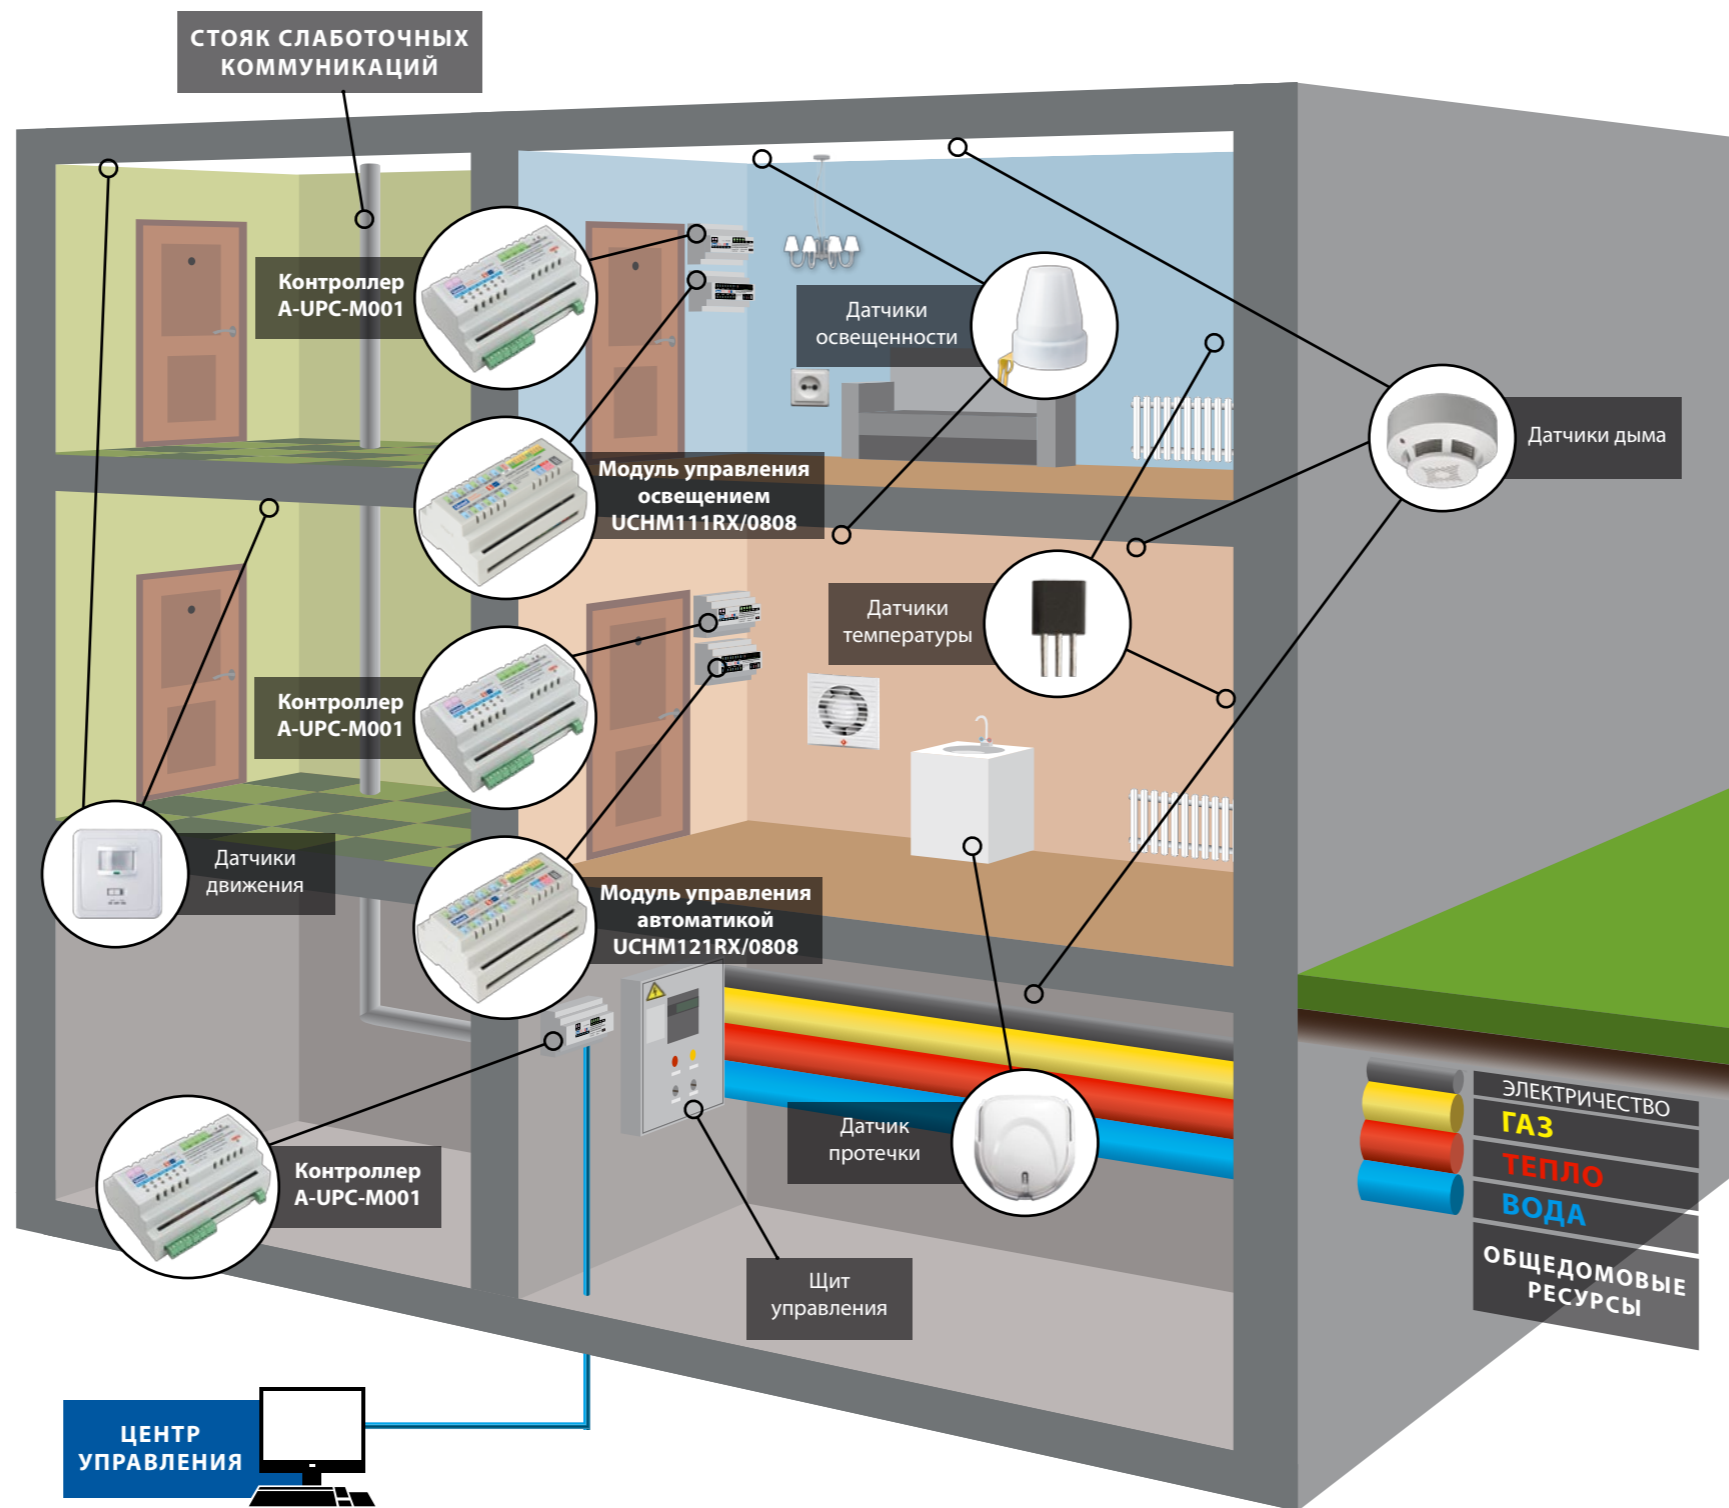 СТОЯК СЛАБОТОЧНЫХ
КОММУНИКАЦИЙ
Контроллер
A-UPC-M001
Датчики
освещенности
Датчики дыма
Модуль управления
освещением
UCHM111RX/0808
Датчики
температуры
Контроллер
A-UPC-M001
Датчики
движения
Модуль управления
автоматикой
UCHM121RX/0808
Датчик
протечки
Контроллер
A-UPC-M001
Щит
управления
ЭЛЕКТРИЧЕСТВО
ГАЗ
ТЕПЛО
ВОДА
ОБЩЕДОМОВЫЕ
РЕСУРСЫ
ЦЕНТР
УПРАВЛЕНИЯ